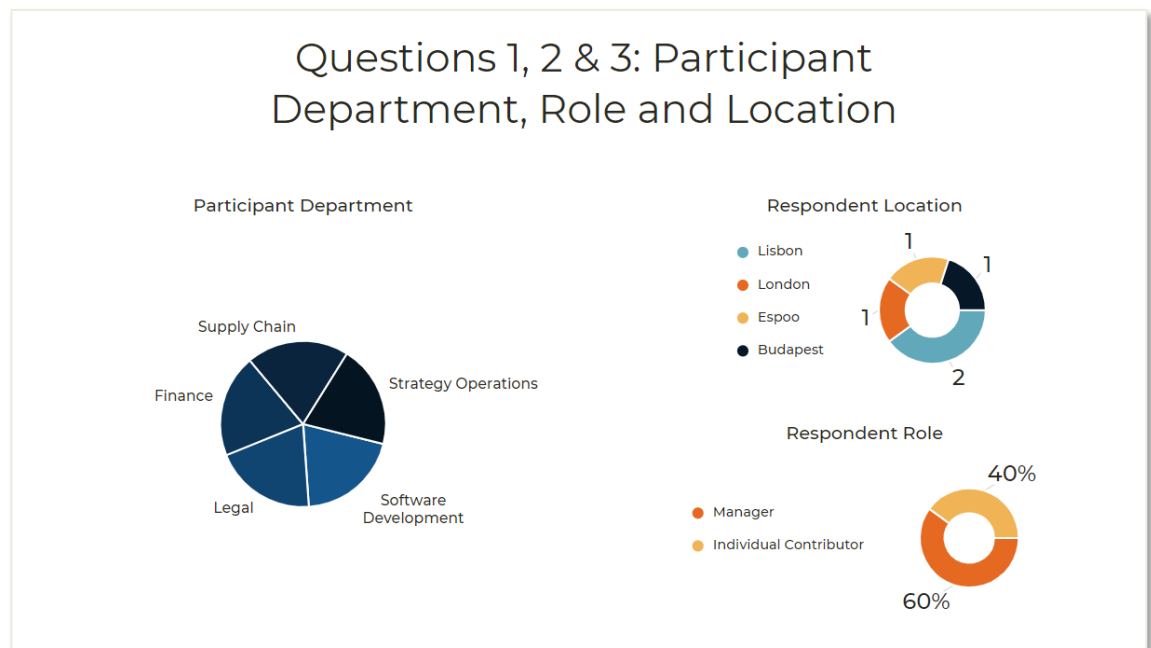 Questions 1, 2 & 3: Participant
Department, Role and Location
Participant Department
Supply Chain
Strategy Operations
Finance
Legal
Software
Development
Respondent Location
Lisbon
London
Espoo
Budapest
1
1
1
2
Respondent Role
Manager
Individual Contributor
40%
60%